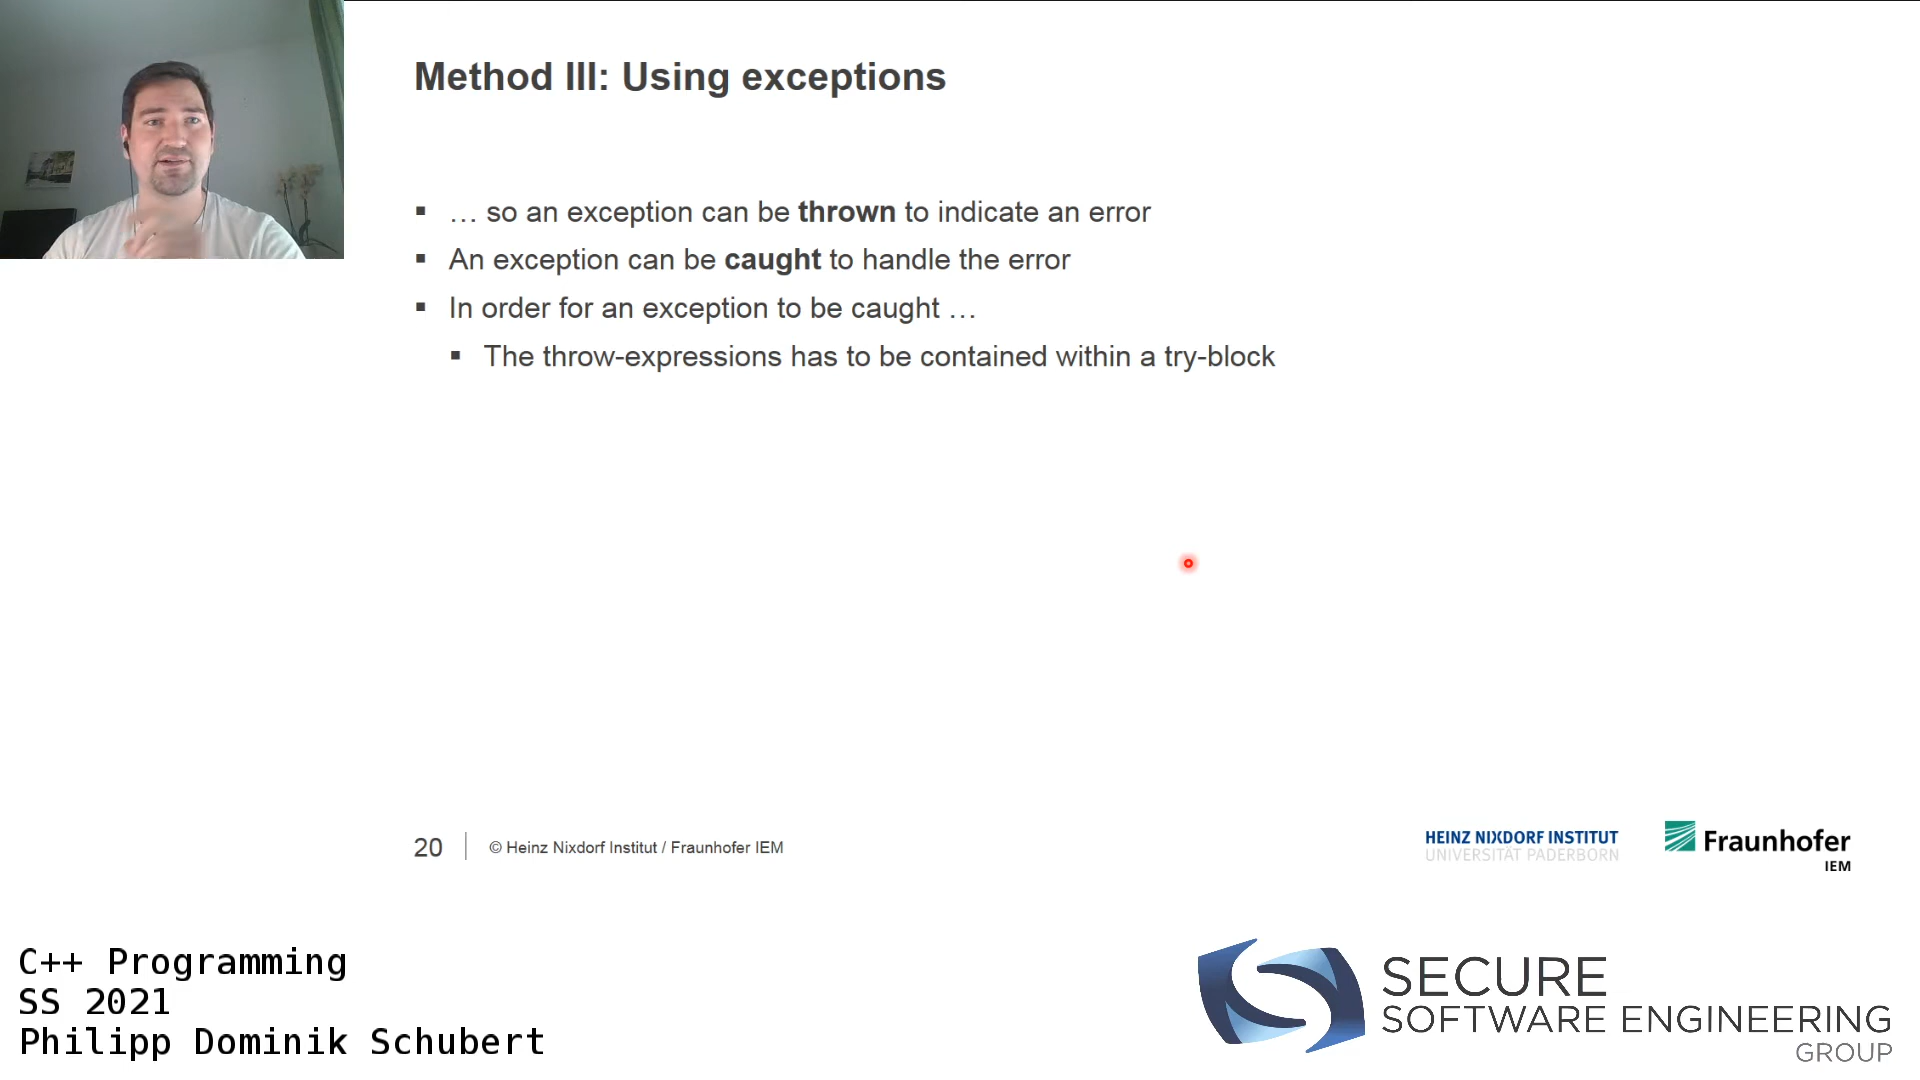 Method III: Using exceptions
▪ … so an exception can be thrown to indicate an error
▪ An exception can be caught to handle the error
▪ In order for an exception to be caught …
▪ The throw-expressions has to be contained within a try-block
20
© Heinz Nixdorf Institut / Fraunhofer IEM
HEINZ NIXDORF INSTITUT
UNIVERSITÄT PADERBORN
Fraunhofer
IEM
C++ Programming
SS 2021
Philipp Dominik Schubert
SECURE
SOFTWARE ENGINEERING
GROUP